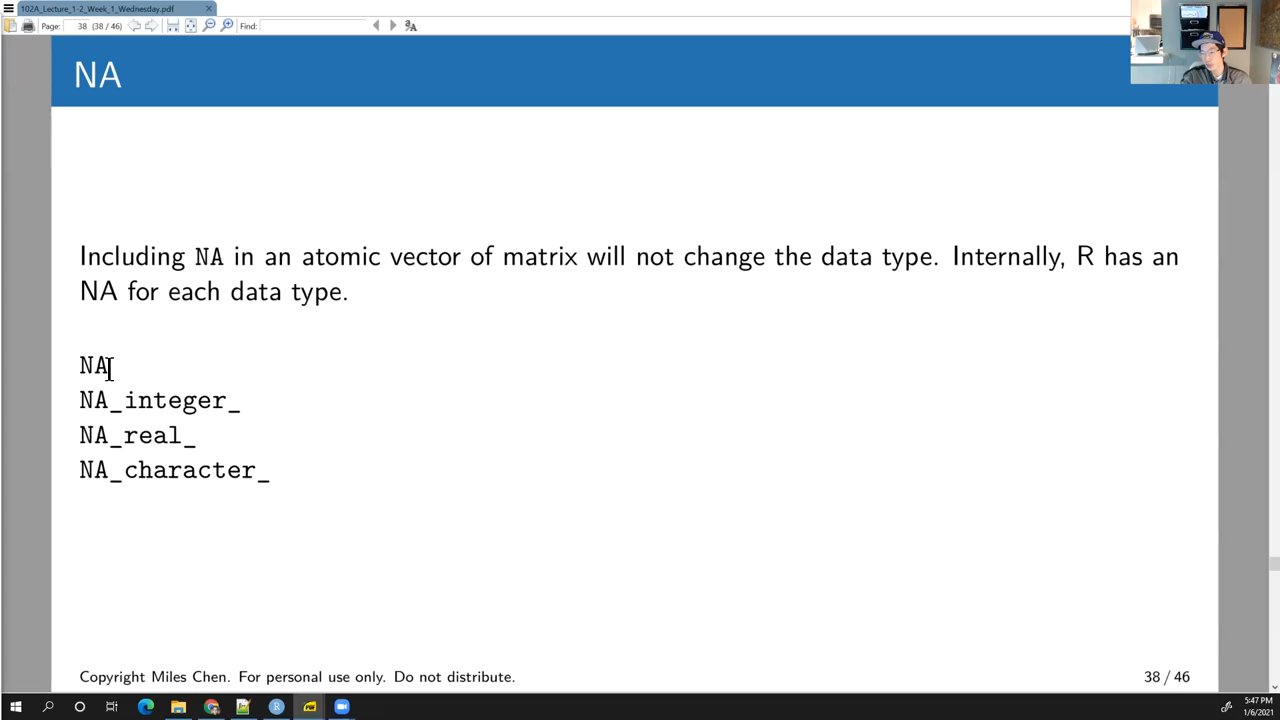 102A_Lecture_1-2_Week_1_Wednesday.pdf
Page: 38 (38 / 46) Find:
NA
Including NA in an atomic vector of matrix will not change the data type. Internally, R has an
NA for each data type.
NA
NA_integer_
NA_real_
NA_character_
Copyright Miles Chen. For personal use only. Do not distribute.
38 / 46
5:47 PM
1/6/2021